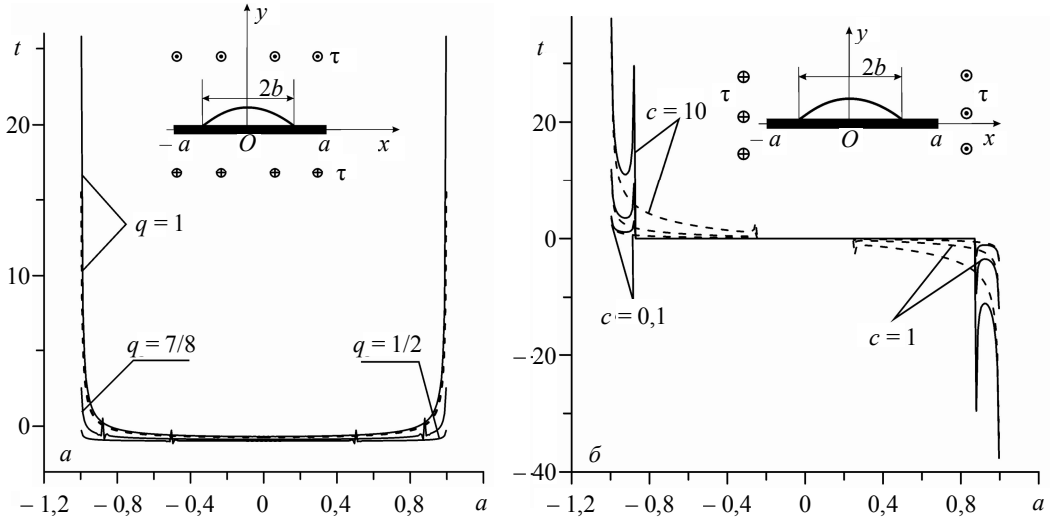 t
y
τ
2b
– a
O
a
x
τ
20
q = 1
10
q = 7/8
q = 1/2
0
а
– 1,2
– 0,8
– 0,4
0
0,4
0,8
a
t
y
τ
2b
τ
– a
O
a
x
20
c = 10
0
c = 0,1
c = 1
– 20
– 40
б
– 1,2
– 0,8
– 0,4
0
0,4
0,8
a